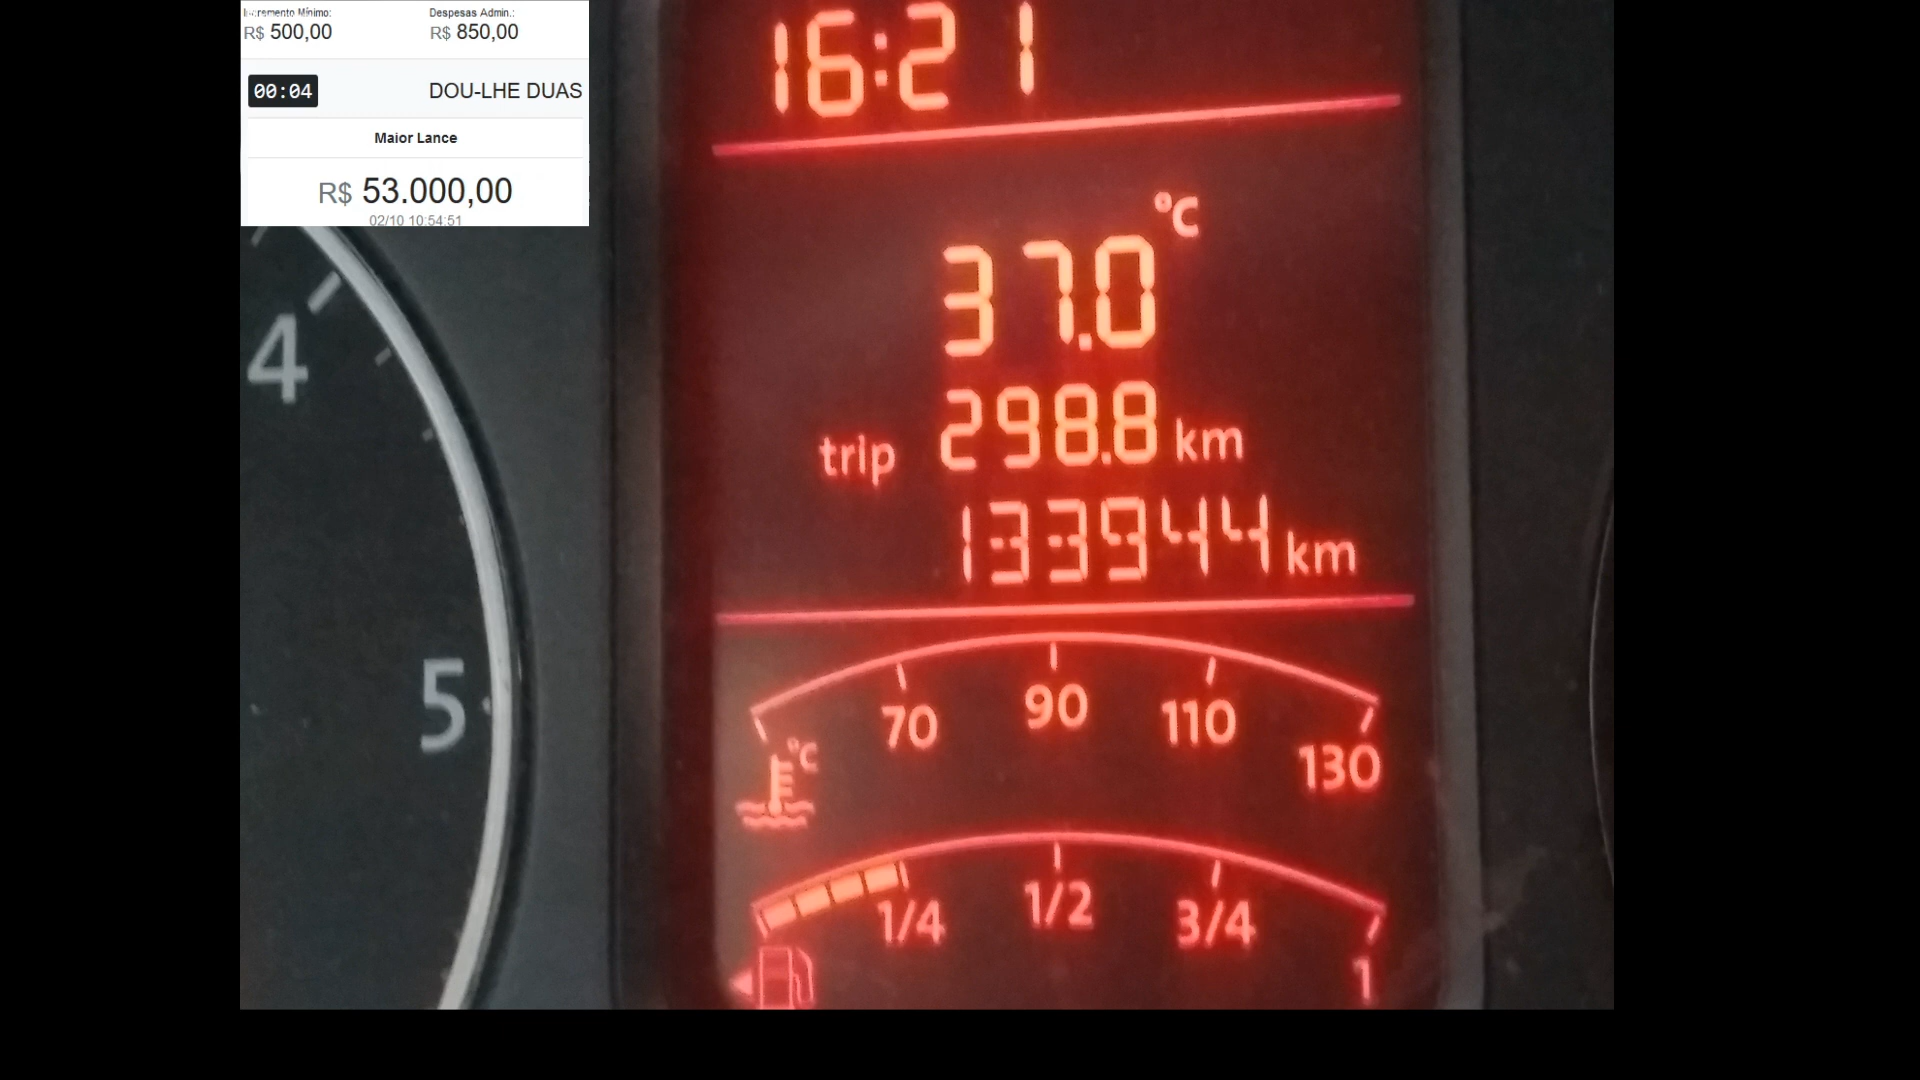 Incremento Mínimo:
Despesas Admin.:
R$ 500,00
R$ 850,00
00:04
DOU-LHE DUAS
Maior Lance
R$ 53.000,00
02/10 10:54:51
16:21
°C
37.0
trip 298.8 km
133944 km
70
90
110
130
°C
1/4
1/2
3/4
1
4
5